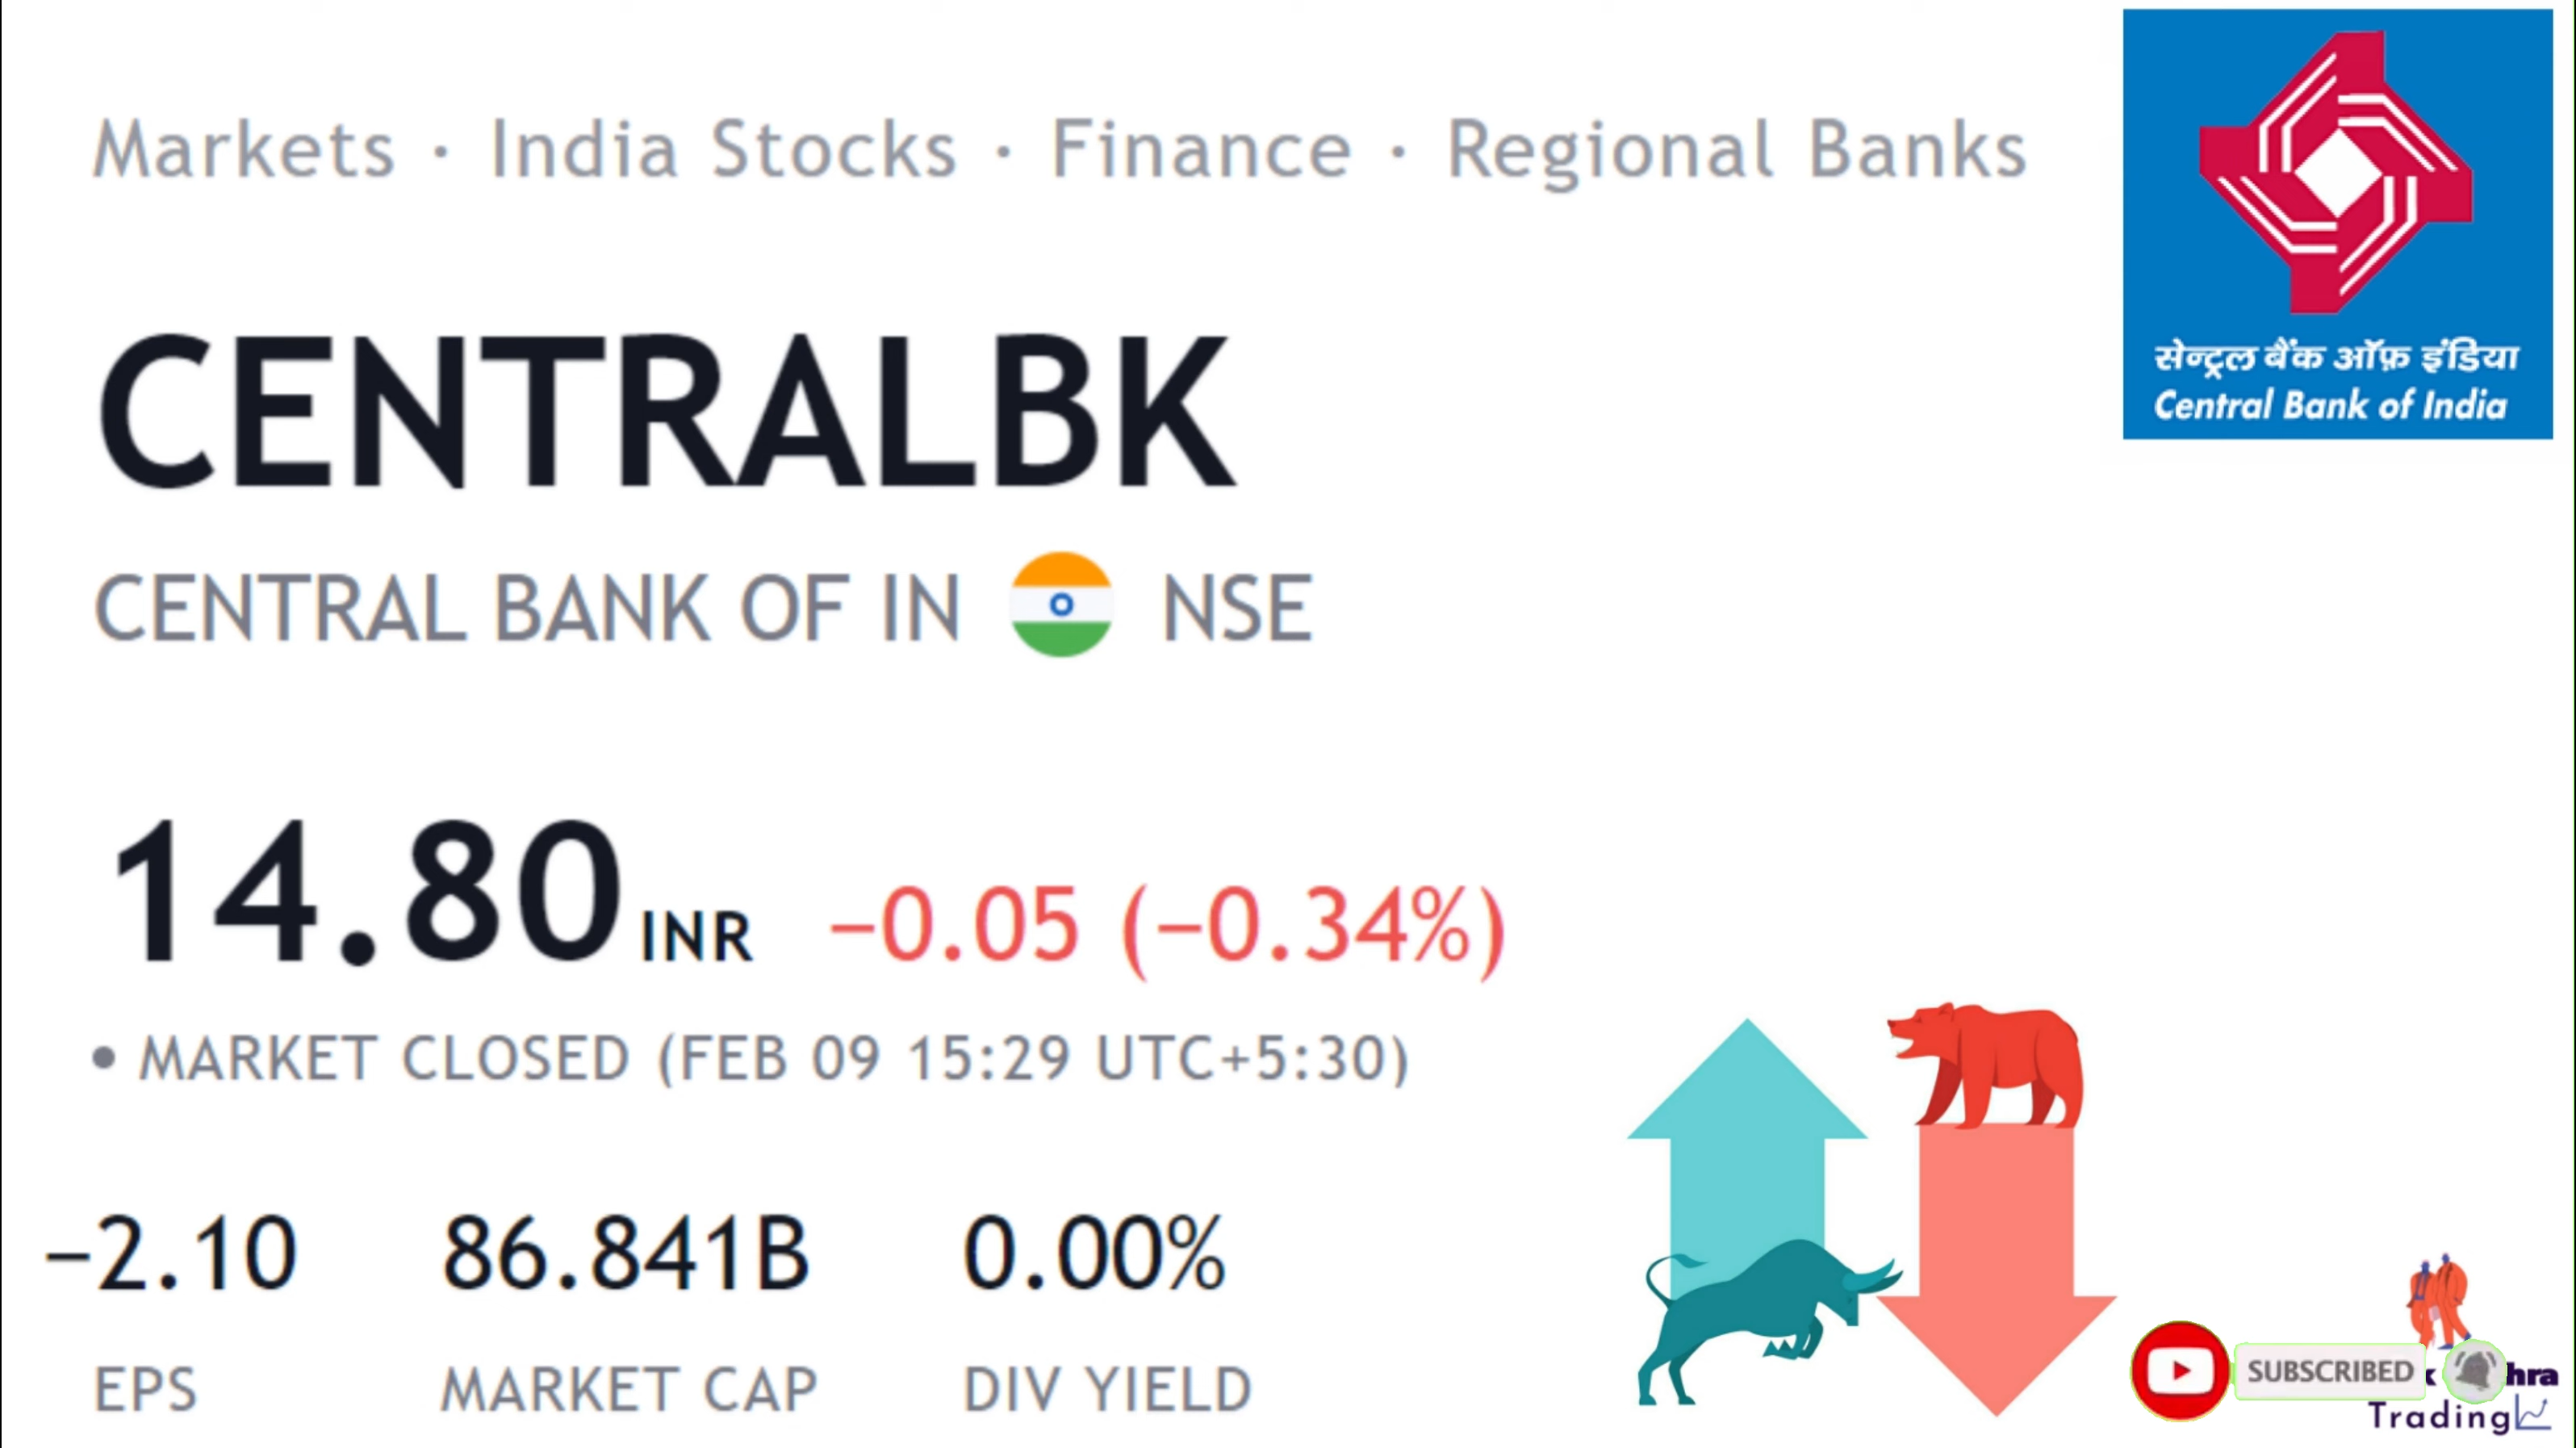 Markets · India Stocks · Finance · Regional Banks
सेन्ट्रल बैंक ऑफ़ इंडिया
Central Bank of India
CENTRALBK
CENTRAL BANK OF IN NSE
14.80 INR −0.05 (−0.34%)
• MARKET CLOSED (FEB 09 15:29 UTC+5:30)
−2.10 86.841B 0.00%
EPS MARKET CAP DIV YIELD
SUBSCRIBED
Trading